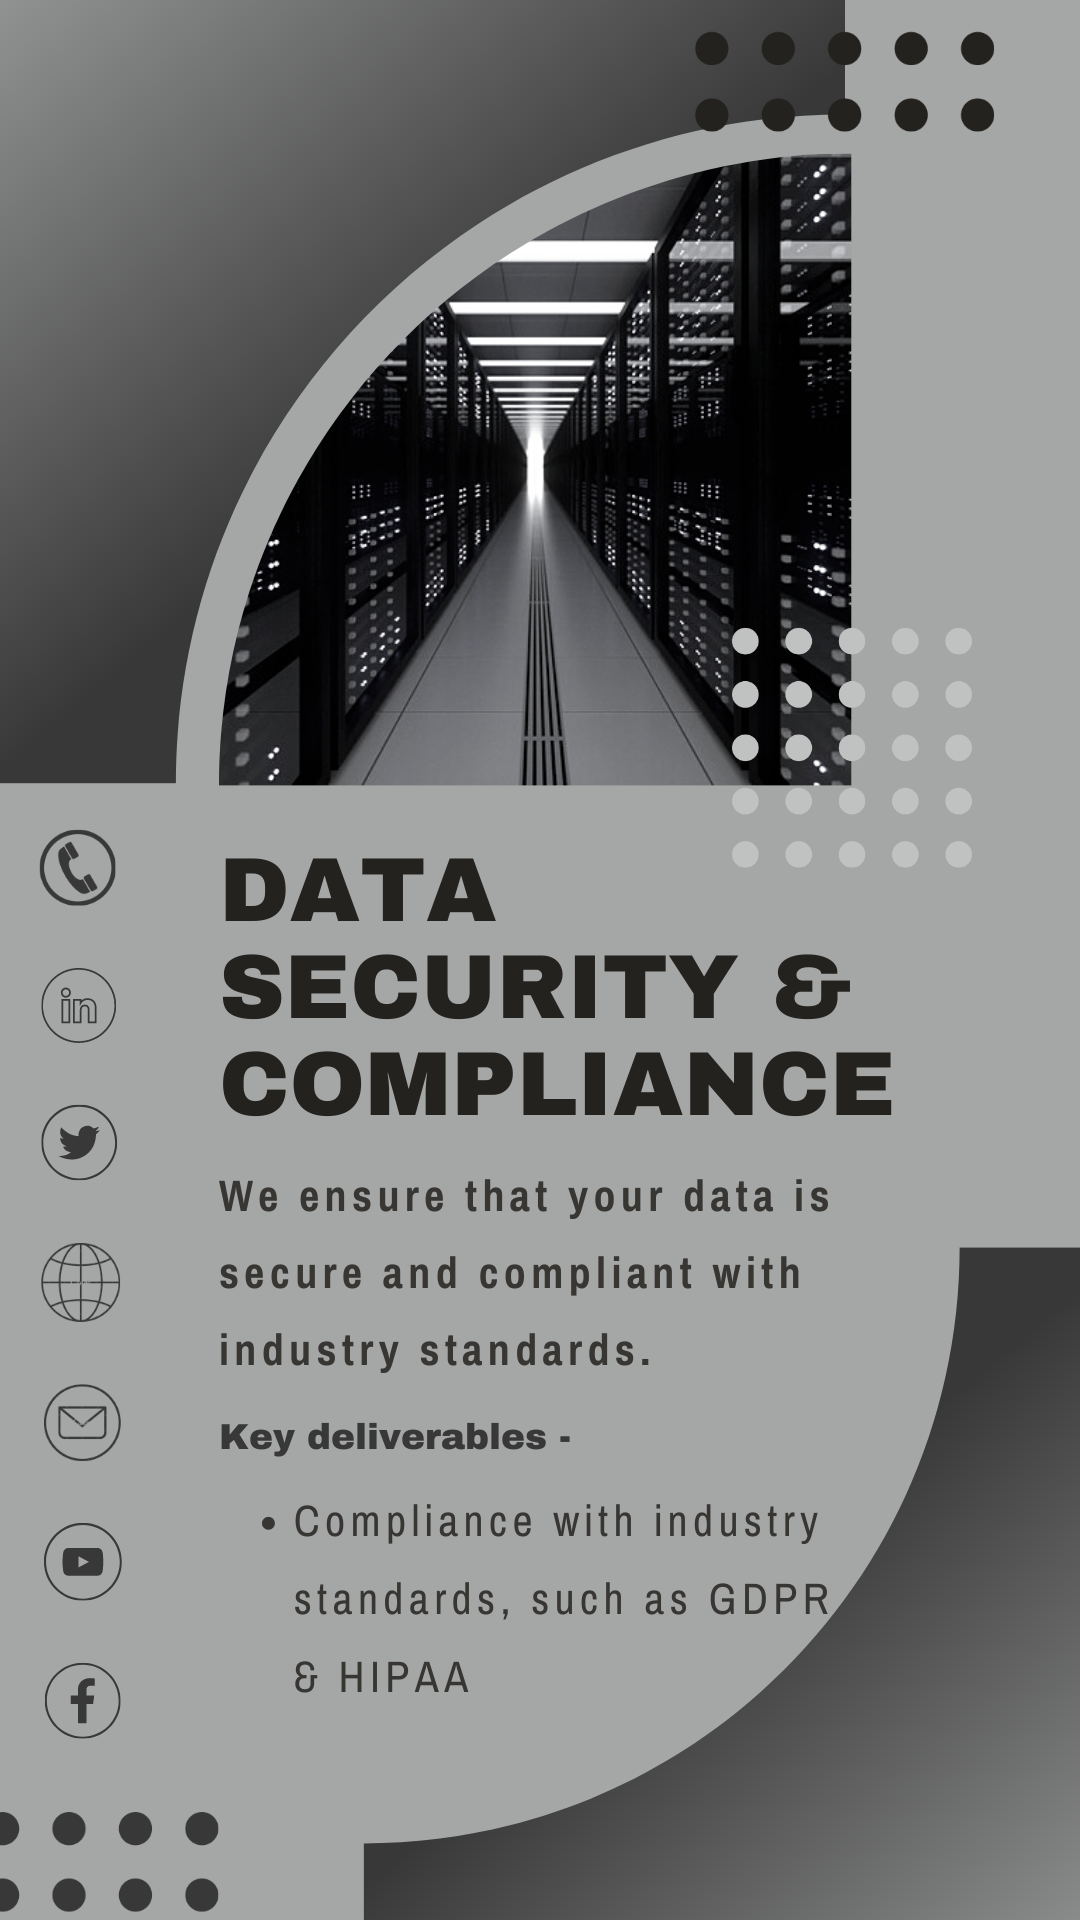 DATA
SECURITY &
COMPLIANCE
We ensure that your data is
secure and compliant with
industry standards.
Key deliverables -
• Compliance with industry
standards, such as GDPR
& HIPAA
in